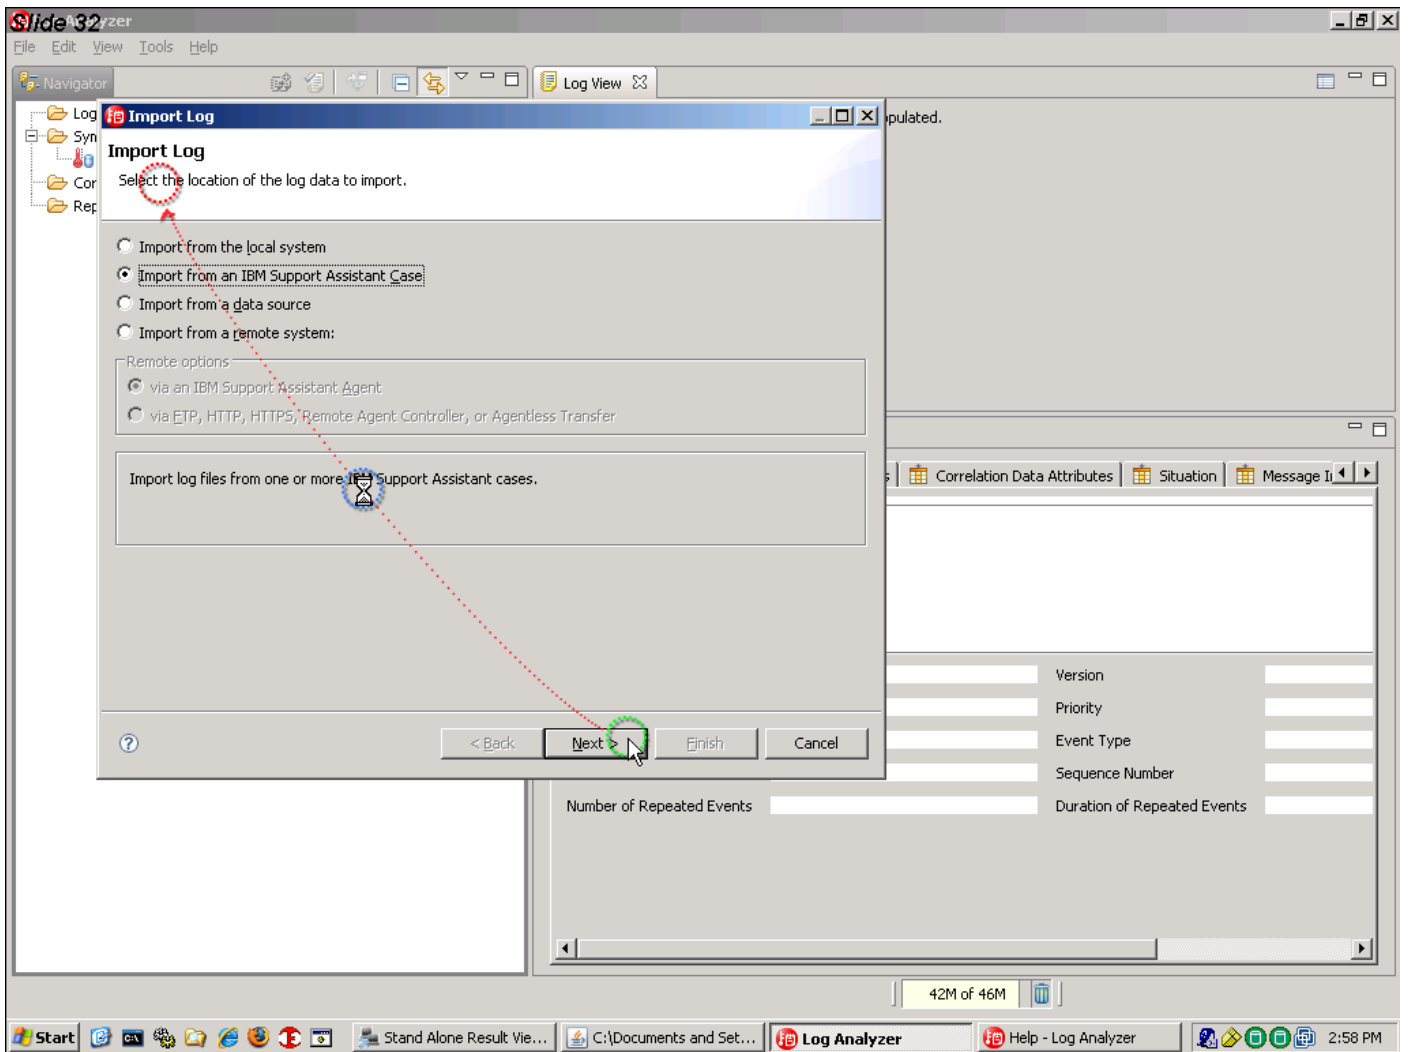 Slide 32
Log Analyzer
File Edit View Tools Help
Navigator
Log View
Log
Syn
Cor
Rep
pulated.
Import Log
Import Log
Select the location of the log data to import.
Import from the local system
Import from an IBM Support Assistant Case
Import from a data source
Import from a remote system:
Remote options
via an IBM Support Assistant Agent
via FTP, HTTP, HTTPS, Remote Agent Controller, or Agentless Transfer
Import log files from one or more IBM Support Assistant cases.
< Back Next > Finish Cancel
s Correlation Data Attributes Situation Message I
Version
Priority
Event Type
Sequence Number
Number of Repeated Events Duration of Repeated Events
42M of 46M
Start Stand Alone Result Vie... C:\Documents and Set... Log Analyzer Help - Log Analyzer 2:58 PM